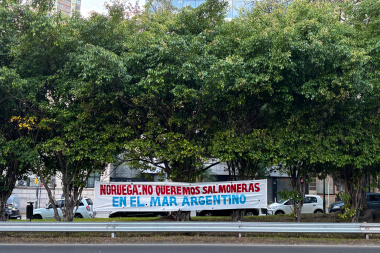 NORUEGA: NO QUEREMOS SALMONERAS
EN EL MAR ARGENTINO